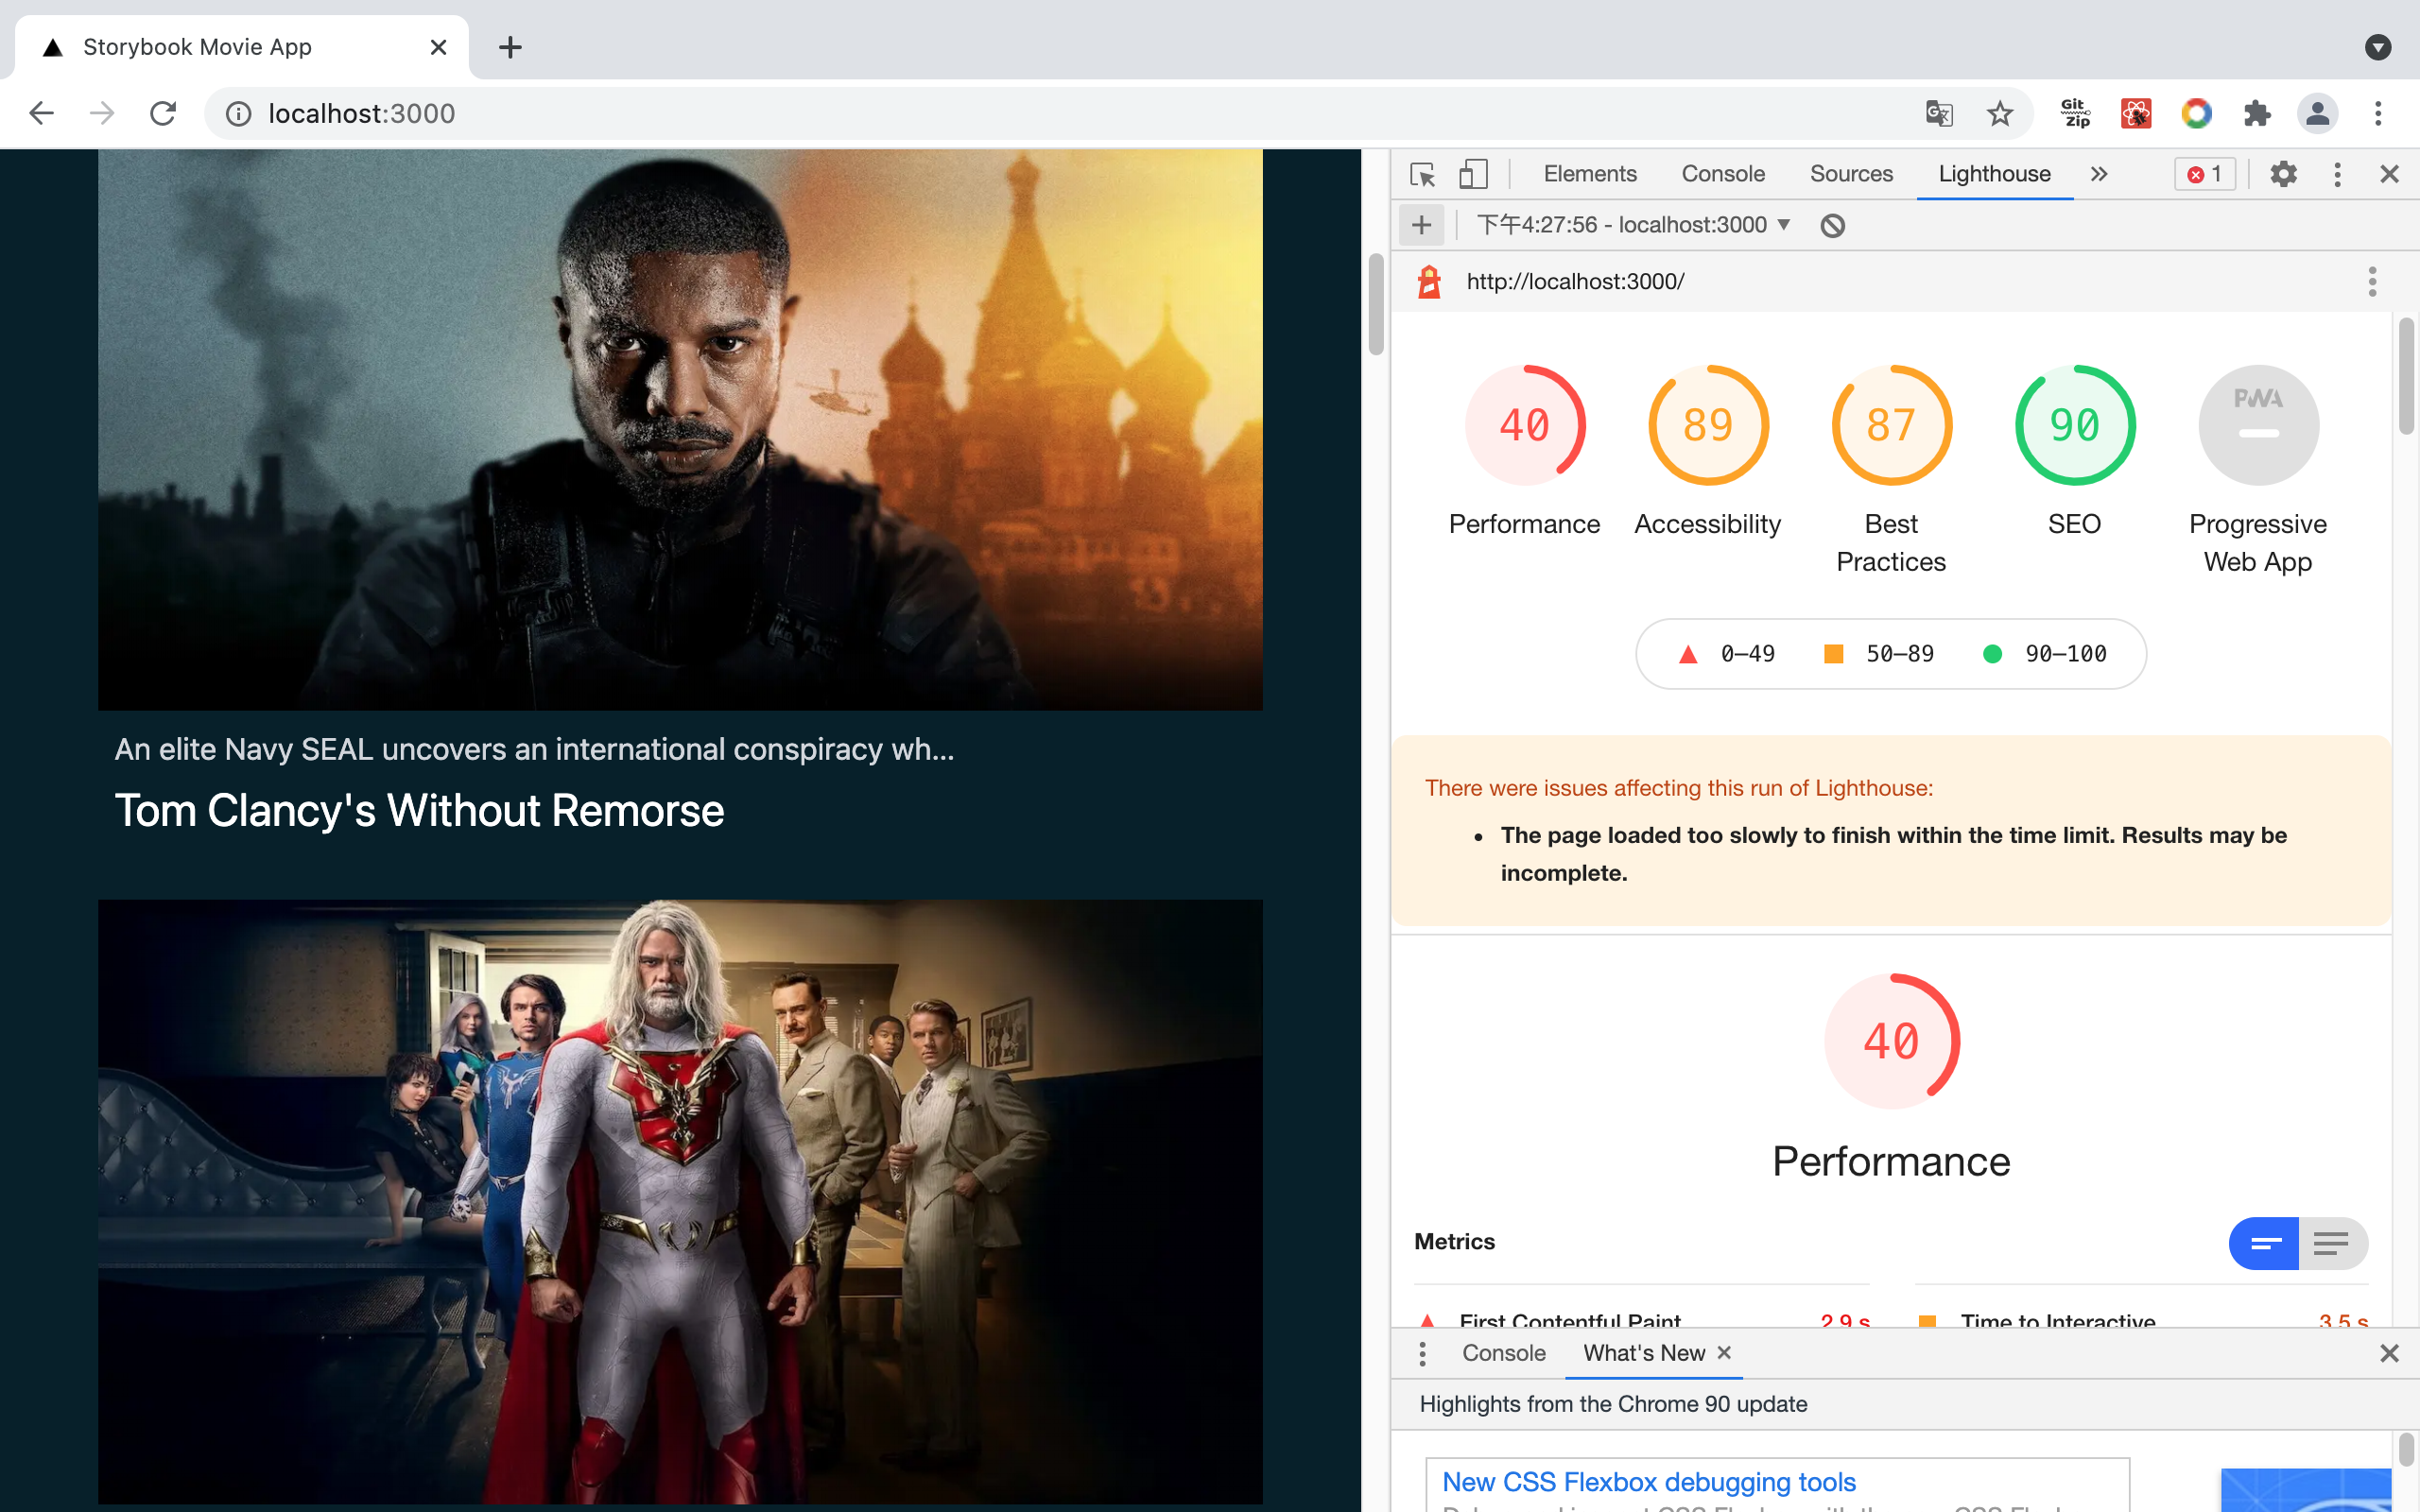 Storybook Movie App
localhost:3000
Git
Zip
Elements Console Sources Lighthouse 1
下午4:27:56 - localhost:3000
http://localhost:3000/
40 89 87 90 PWA
Performance Accessibility Best Practices SEO Progressive Web App
0–49 50–89 90–100
There were issues affecting this run of Lighthouse:
The page loaded too slowly to finish within the time limit. Results may be
incomplete.
40
Performance
Metrics
First Contentful Paint 2.9 s Time to Interactive 3.5 s
Console What's New
Highlights from the Chrome 90 update
New CSS Flexbox debugging tools
An elite Navy SEAL uncovers an international conspiracy wh...
Tom Clancy's Without Remorse